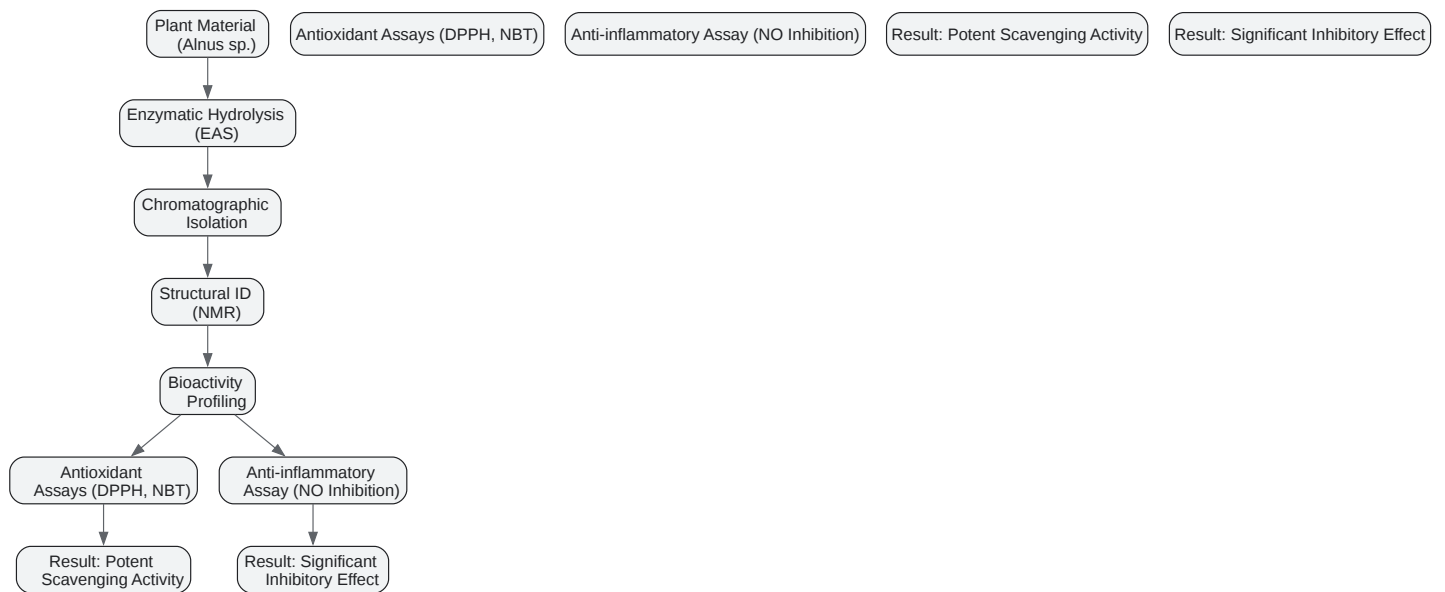 Plant Material
(Alnus sp.)
Antioxidant Assays (DPPH, NBT)
Anti-inflammatory Assay (NO Inhibition)
Result: Potent Scavenging Activity
Result: Significant Inhibitory Effect
Enzymatic Hydrolysis
(EAS)
Chromatographic
Isolation
Structural ID
(NMR)
Bioactivity
Profiling
Antioxidant
Assays (DPPH, NBT)
Anti-inflammatory
Assay (NO Inhibition)
Result: Potent
Scavenging Activity
Result: Significant
Inhibitory Effect